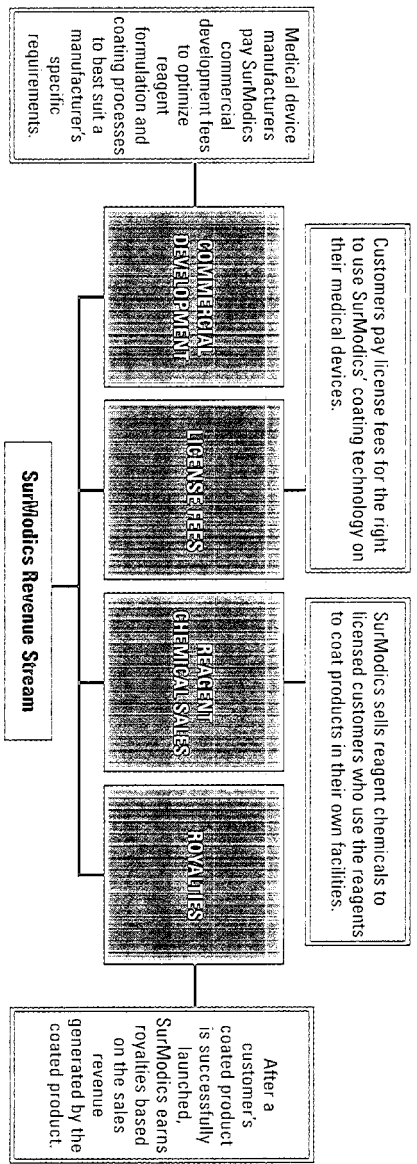 Medical device
manufacturers
pay SurModics
commercial
development fees
to optimize
reagent
formulation and
coating processes
to best suit a
manufacturer's
specific
requirements.
Customers pay license fees for the right
to use SurModics' coating technology on
their medical devices.
SurModics sells reagent chemicals to
licensed customers who use the reagents
to coat products in their own facilities.
After a
customer's
coated product
is successfully
launched,
SurModics earns
royalties based
on the sales
revenue
generated by the
coated product.
COMMERCIAL
DEVELOPMENT
LICENSE FEES
REAGENT
CHEMICAL SALES
ROYALTIES
SurModics Revenue Stream